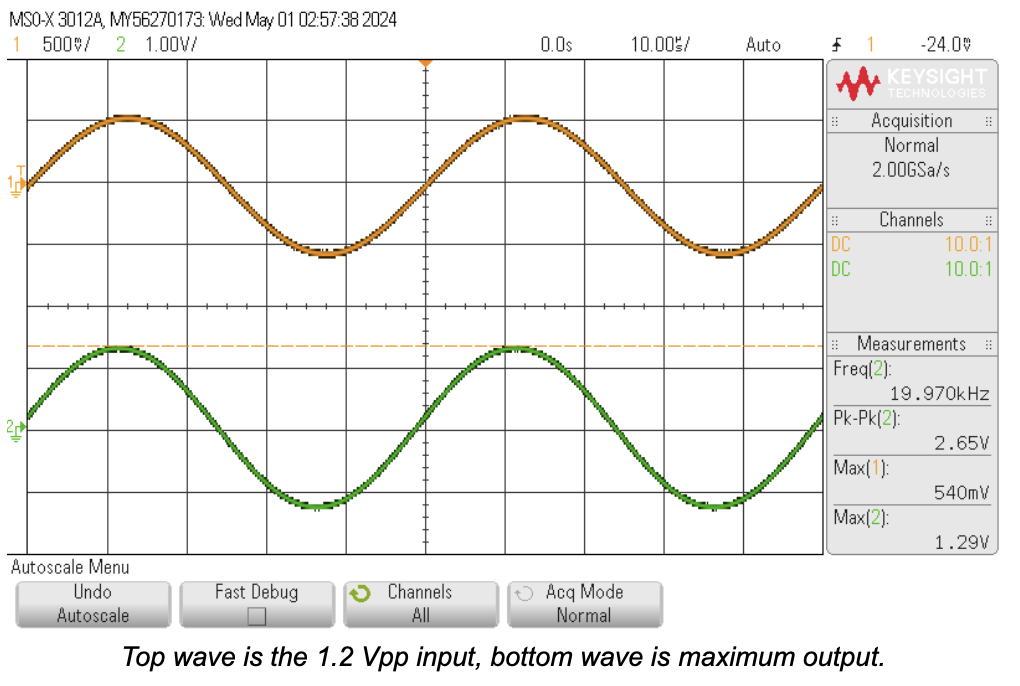 MSO-X 3012A, MY56270173: Wed May 01 02:57:38 2024
1 500mV/ 2 1.00V/ 0.0s 10.00us/ Auto 1 -24.0mV
KEYSIGHT
TECHNOLOGIES
Acquisition
Normal
2.00GSa/s
Channels
DC 10.0:1
DC 10.0:1
Measurements
Freq(2):
19.970kHz
Pk-Pk(2):
2.65V
Max(1):
540mV
Max(2):
1.29V
T
1
2
Autoscale Menu
Undo
Autoscale
Fast Debug
Channels
All
Acq Mode
Normal
Top wave is the 1.2 Vpp input, bottom wave is maximum output.